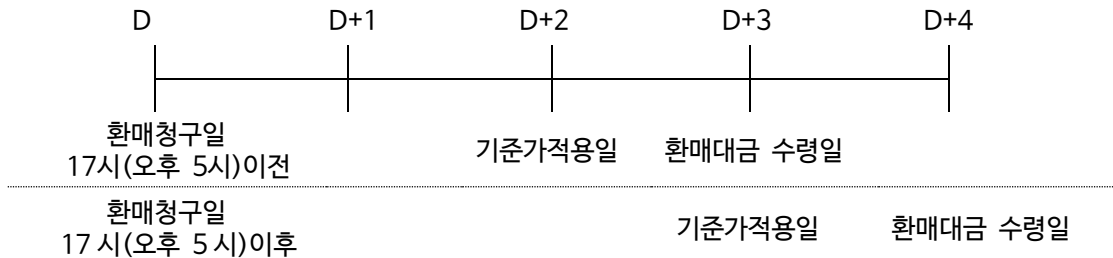 D D+1 D+2 D+3 D+4
환매청구일
17시(오후 5시)이전
기준가적용일 환매대금 수령일
환매청구일
17 시(오후 5 시)이후
기준가적용일 환매대금 수령일